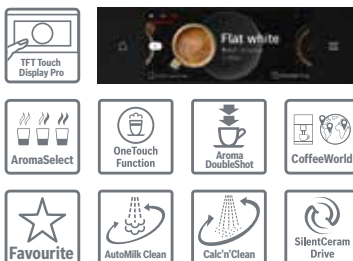 TFT Touch
Display Pro
Flat white
AromaSelect
OneTouch
Function
Aroma
DoubleShot
CoffeeWorld
Favourite
AutoMilk Clean
Calc'n'Clean
SilentCeram
Drive